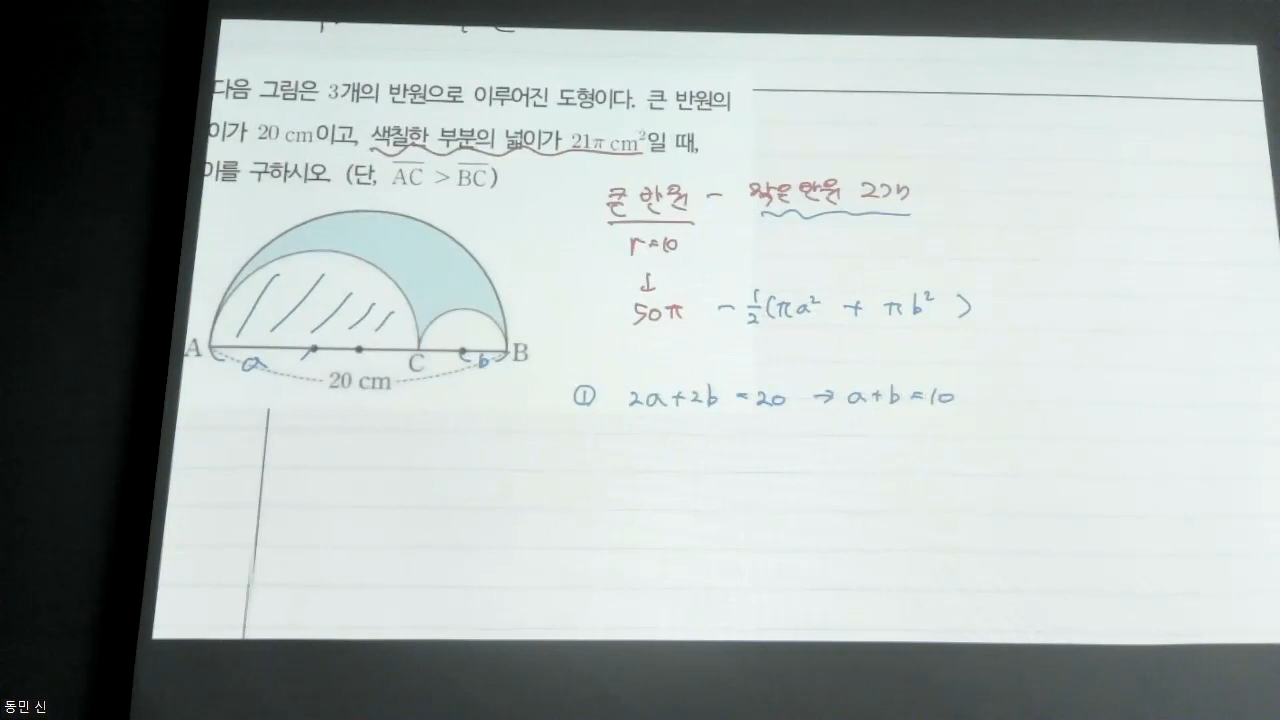 다음 그림은 3개의 반원으로 이루어진 도형이다. 큰 반원의
이가 20 cm이고, 색칠한 부분의 넓이가 21π cm²일 때,
이를 구하시오. (단, AC > BC)
큰 반원 - 작은 반원 2개
r=10
↓
50π - 1/2(πa² + πb² )
A a C b B
20 cm
① 2a+2b = 20 → a+b = 10
동민 신